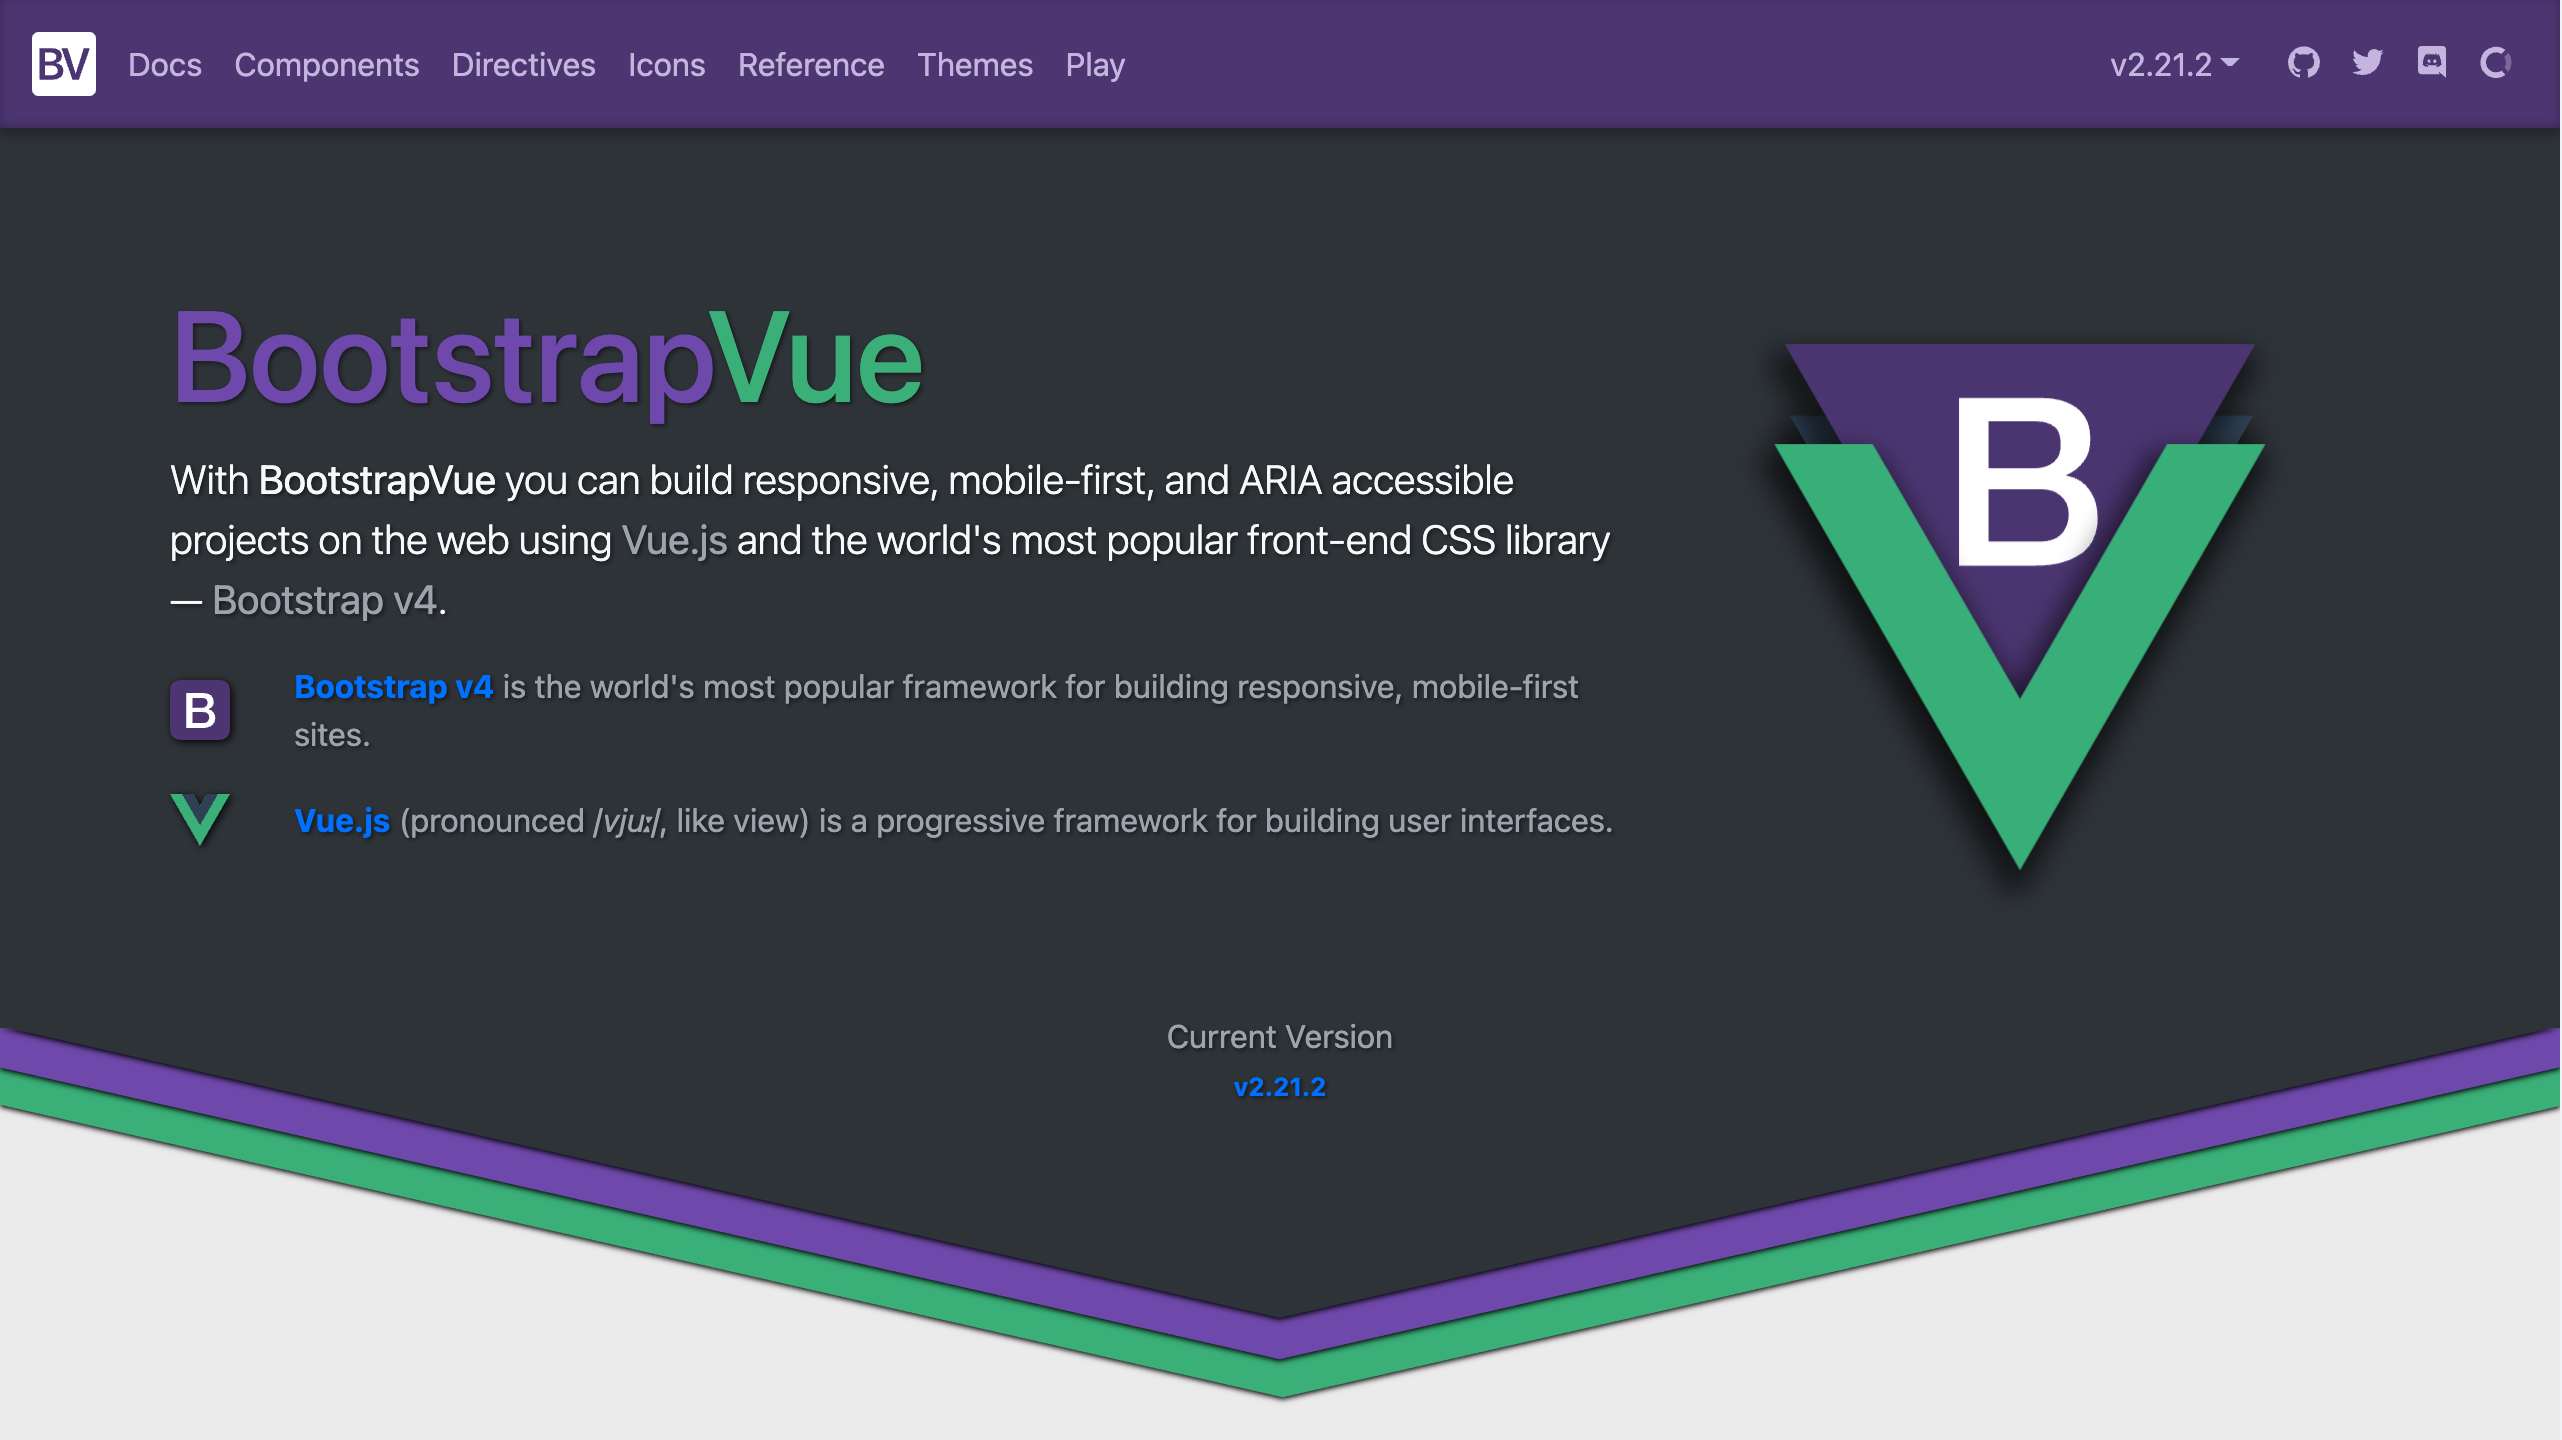 BV Docs Components Directives Icons Reference Themes Play v2.21.2
BootstrapVue
With BootstrapVue you can build responsive, mobile-first, and ARIA accessible
projects on the web using Vue.js and the world's most popular front-end CSS library
— Bootstrap v4.
B
B
Bootstrap v4 is the world's most popular framework for building responsive, mobile-first
sites.
Vue.js (pronounced /vjuː/, like view) is a progressive framework for building user interfaces.
Current Version
v2.21.2